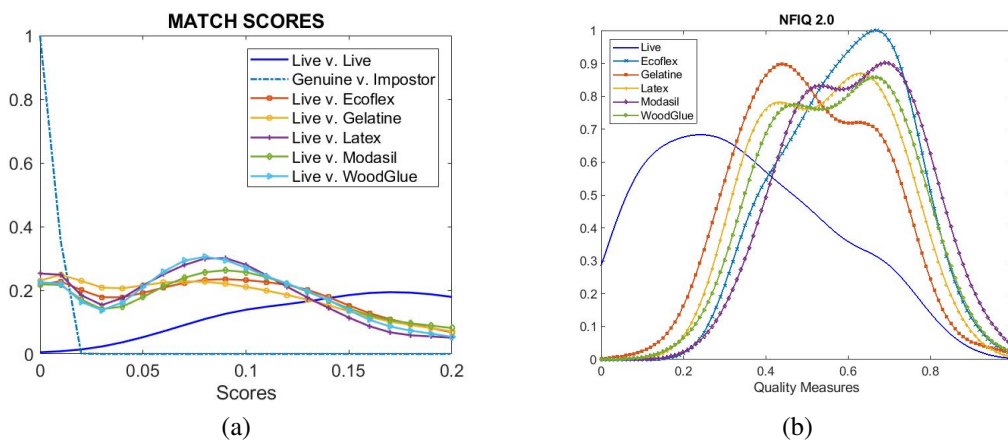 MATCH SCORES
1
0.8
0.6
0.4
0.2
0
Live v. Live
Genuine v. Impostor
Live v. Ecoflex
Live v. Gelatine
Live v. Latex
Live v. Modasil
Live v. WoodGlue
0 0.05 0.1 0.15 0.2
Scores
(a)
NFIQ 2.0
1
0.9
0.8
0.7
0.6
0.5
0.4
0.3
0.2
0.1
0
Live
Ecoflex
Gelatine
Latex
Modasil
WoodGlue
0 0.2 0.4 0.6 0.8
Quality Measures
(b)